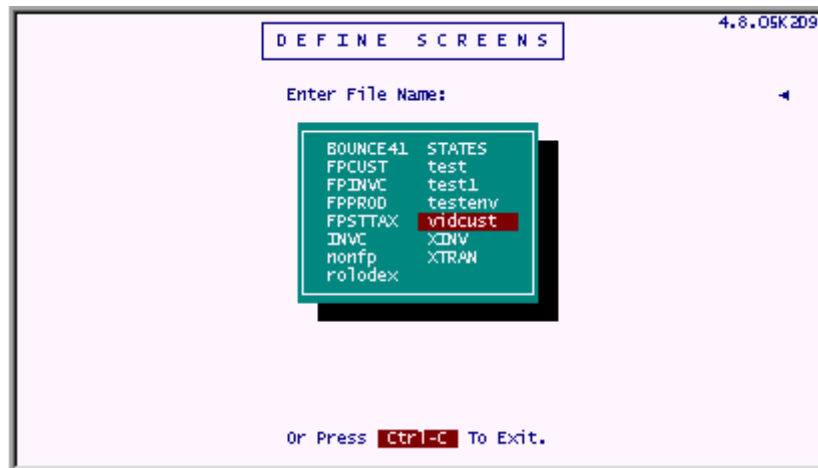 4.8.05K2D9
D E F I N E  S C R E E N S
Enter File Name:
BOUNCE41 STATES
FPCUST test
FPINVC test1
FPPROD testenv
FPSTTAX vidcust
INVC XINV
nonfp XTRAN
rolodex
Or Press Ctrl-C To Exit.